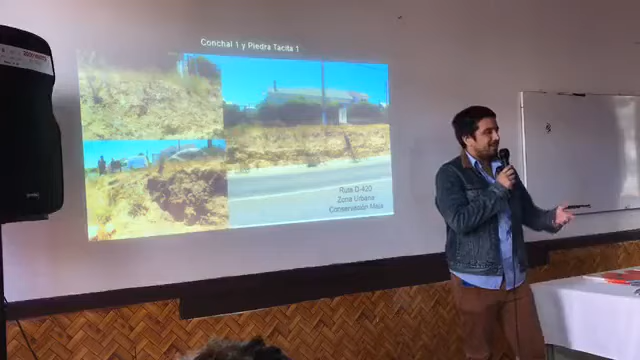 Conchal 1 y Piedra Tacita 1
Ruta D-420
Zona Urbana
Conservación Mala